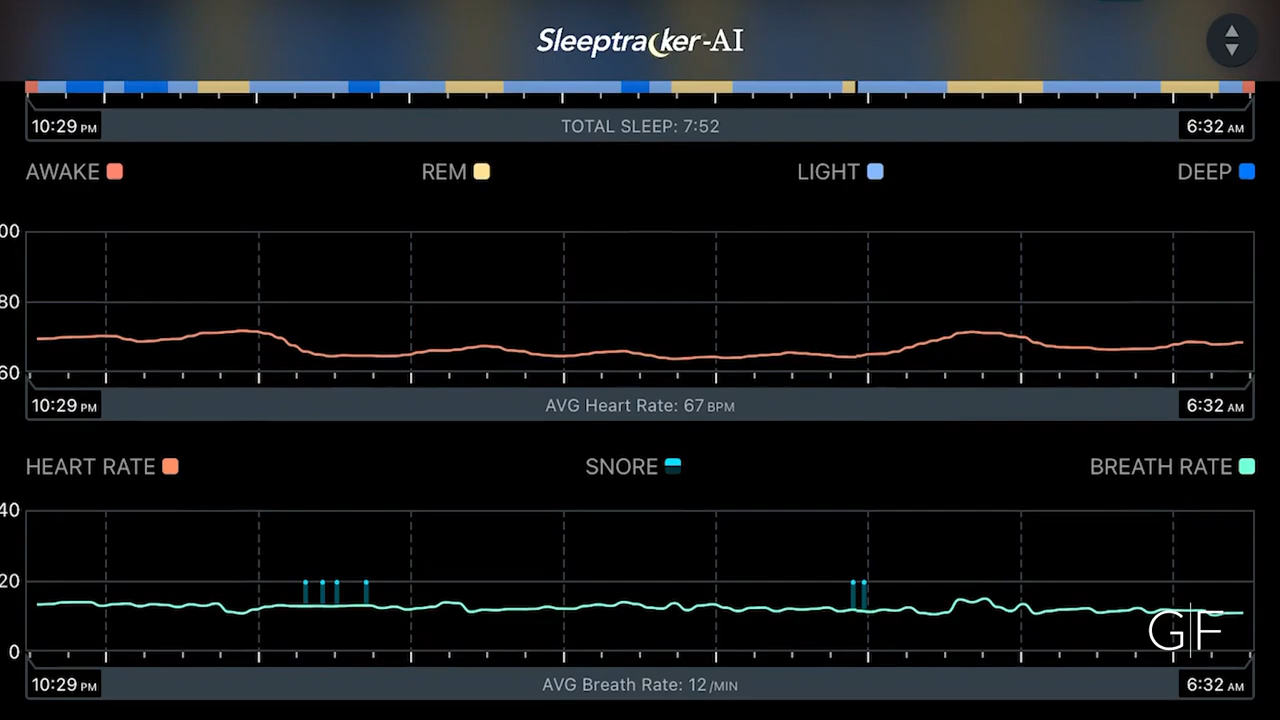 Sleeptracker-AI
10:29 PM TOTAL SLEEP: 7:52 6:32 AM
AWAKE REM LIGHT DEEP
00
80
60
10:29 PM AVG Heart Rate: 67 BPM 6:32 AM
HEART RATE SNORE BREATH RATE
40
20
0
GF
10:29 PM AVG Breath Rate: 12 /MIN 6:32 AM